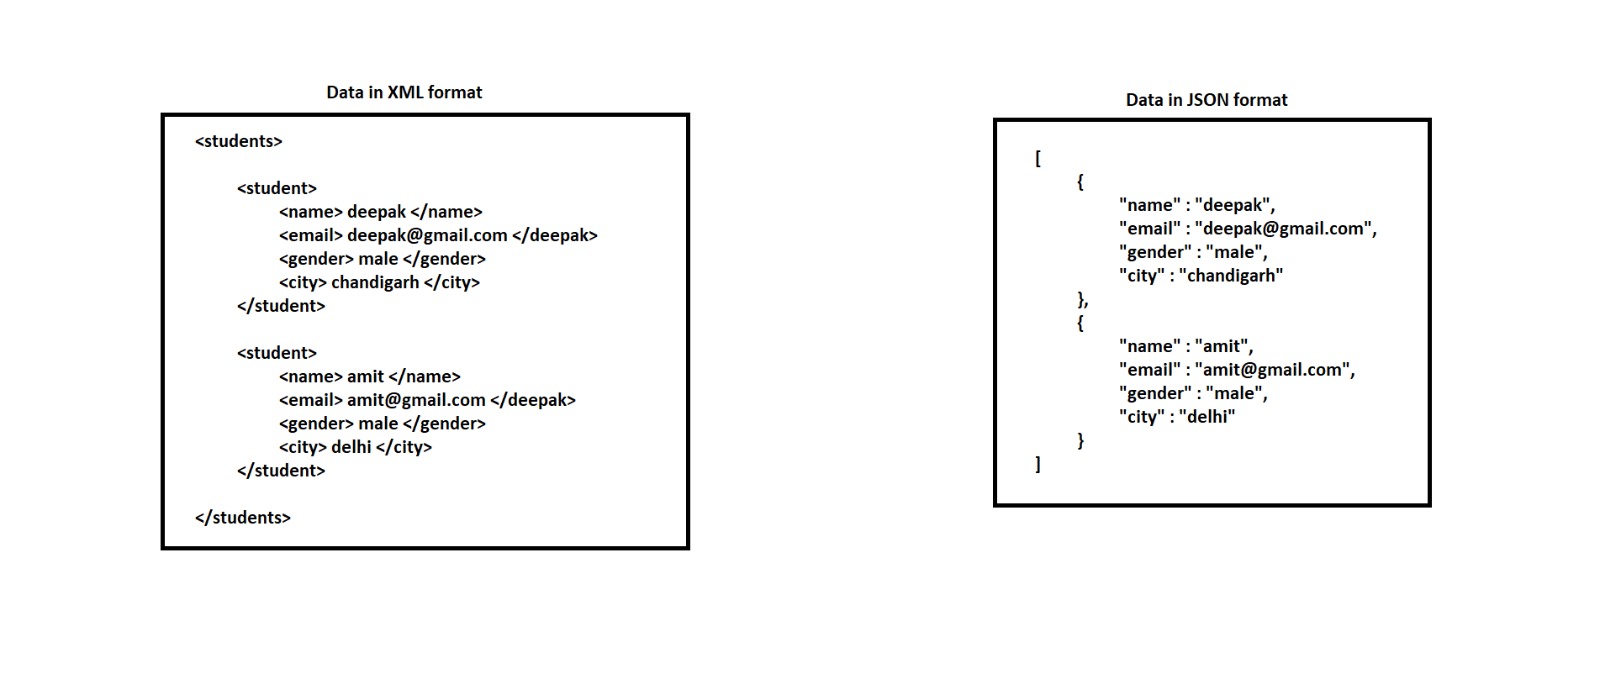 Data in XML format
<students>
<student>
<name> deepak </name>
<email> deepak@gmail.com </deepak>
<gender> male </gender>
<city> chandigarh </city>
</student>
<student>
<name> amit </name>
<email> amit@gmail.com </deepak>
<gender> male </gender>
<city> delhi </city>
</student>
</students>
Data in JSON format
[
{
"name" : "deepak",
"email" : "deepak@gmail.com",
"gender" : "male",
"city" : "chandigarh"
},
{
"name" : "amit",
"email" : "amit@gmail.com",
"gender" : "male",
"city" : "delhi"
}
]